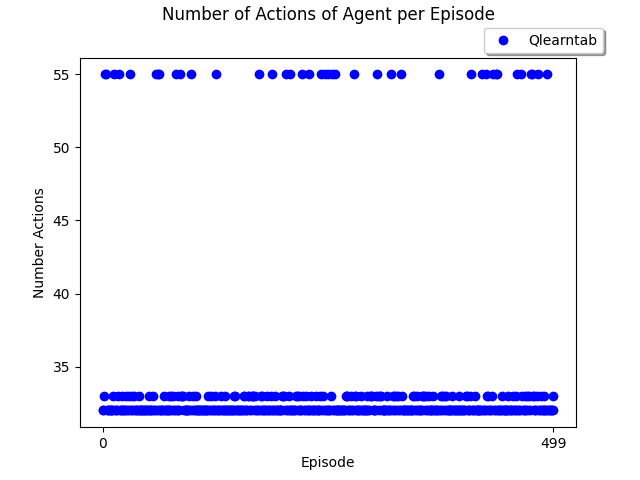 Number of Actions of Agent per Episode
Qlearntab
55
50
45
40
35
Number Actions
0
499
Episode